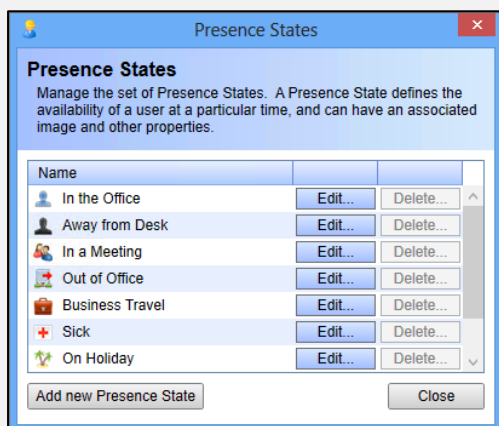 Presence States
Presence States
Manage the set of Presence States. A Presence State defines the
availability of a user at a particular time, and can have an associated
image and other properties.
Name
In the Office Edit... Delete...
Away from Desk Edit... Delete...
In a Meeting Edit... Delete...
Out of Office Edit... Delete...
Business Travel Edit... Delete...
Sick Edit... Delete...
On Holiday Edit... Delete...
Add new Presence State Close